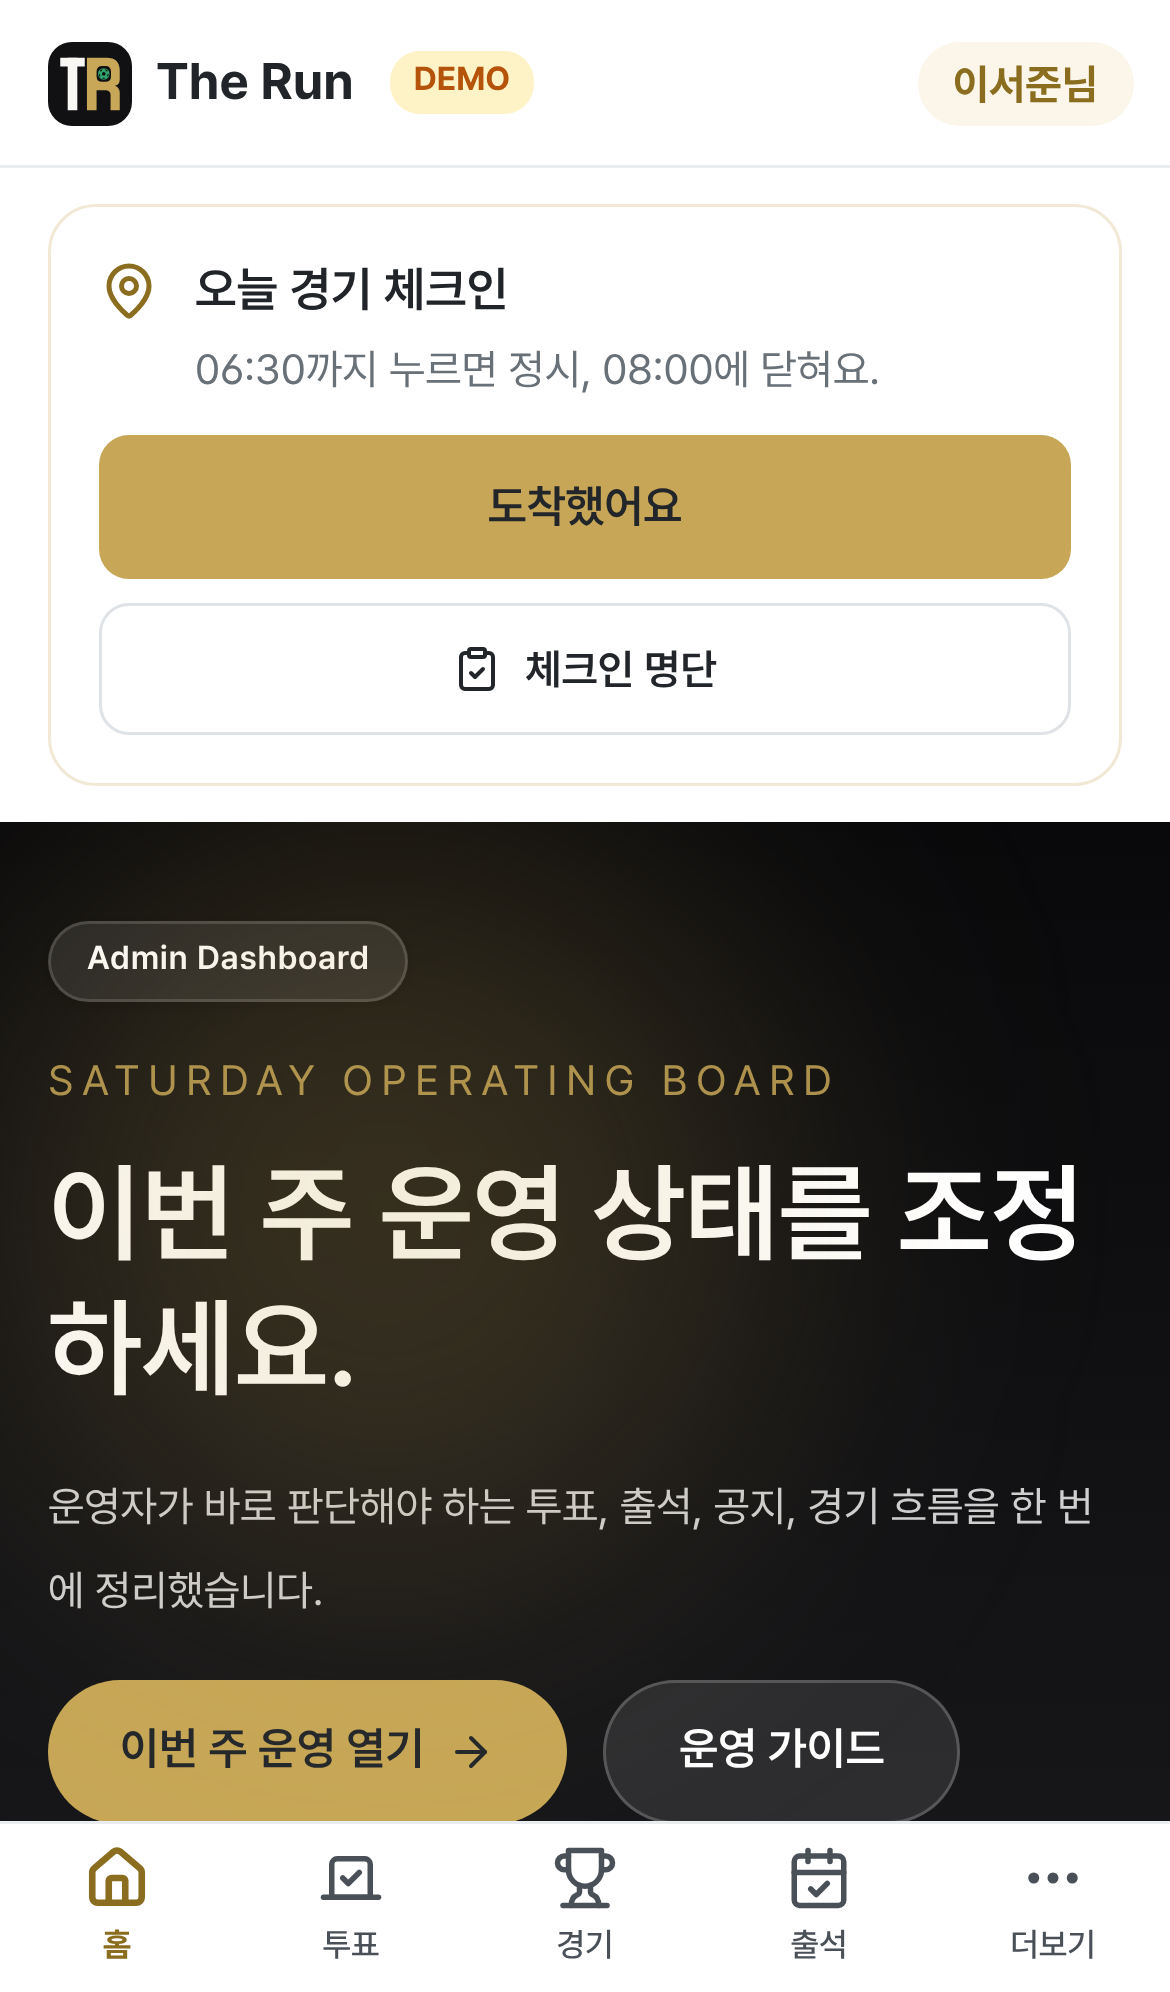 TR
The Run
DEMO
이서준님
오늘 경기 체크인
06:30까지 누르면 정시, 08:00에 닫혀요.
도착했어요
체크인 명단
Admin Dashboard
SATURDAY OPERATING BOARD
이번 주 운영 상태를 조정
하세요.
운영자가 바로 판단해야 하는 투표, 출석, 공지, 경기 흐름을 한 번
에 정리했습니다.
이번 주 운영 열기
운영 가이드
홈
투표
경기
출석
더보기